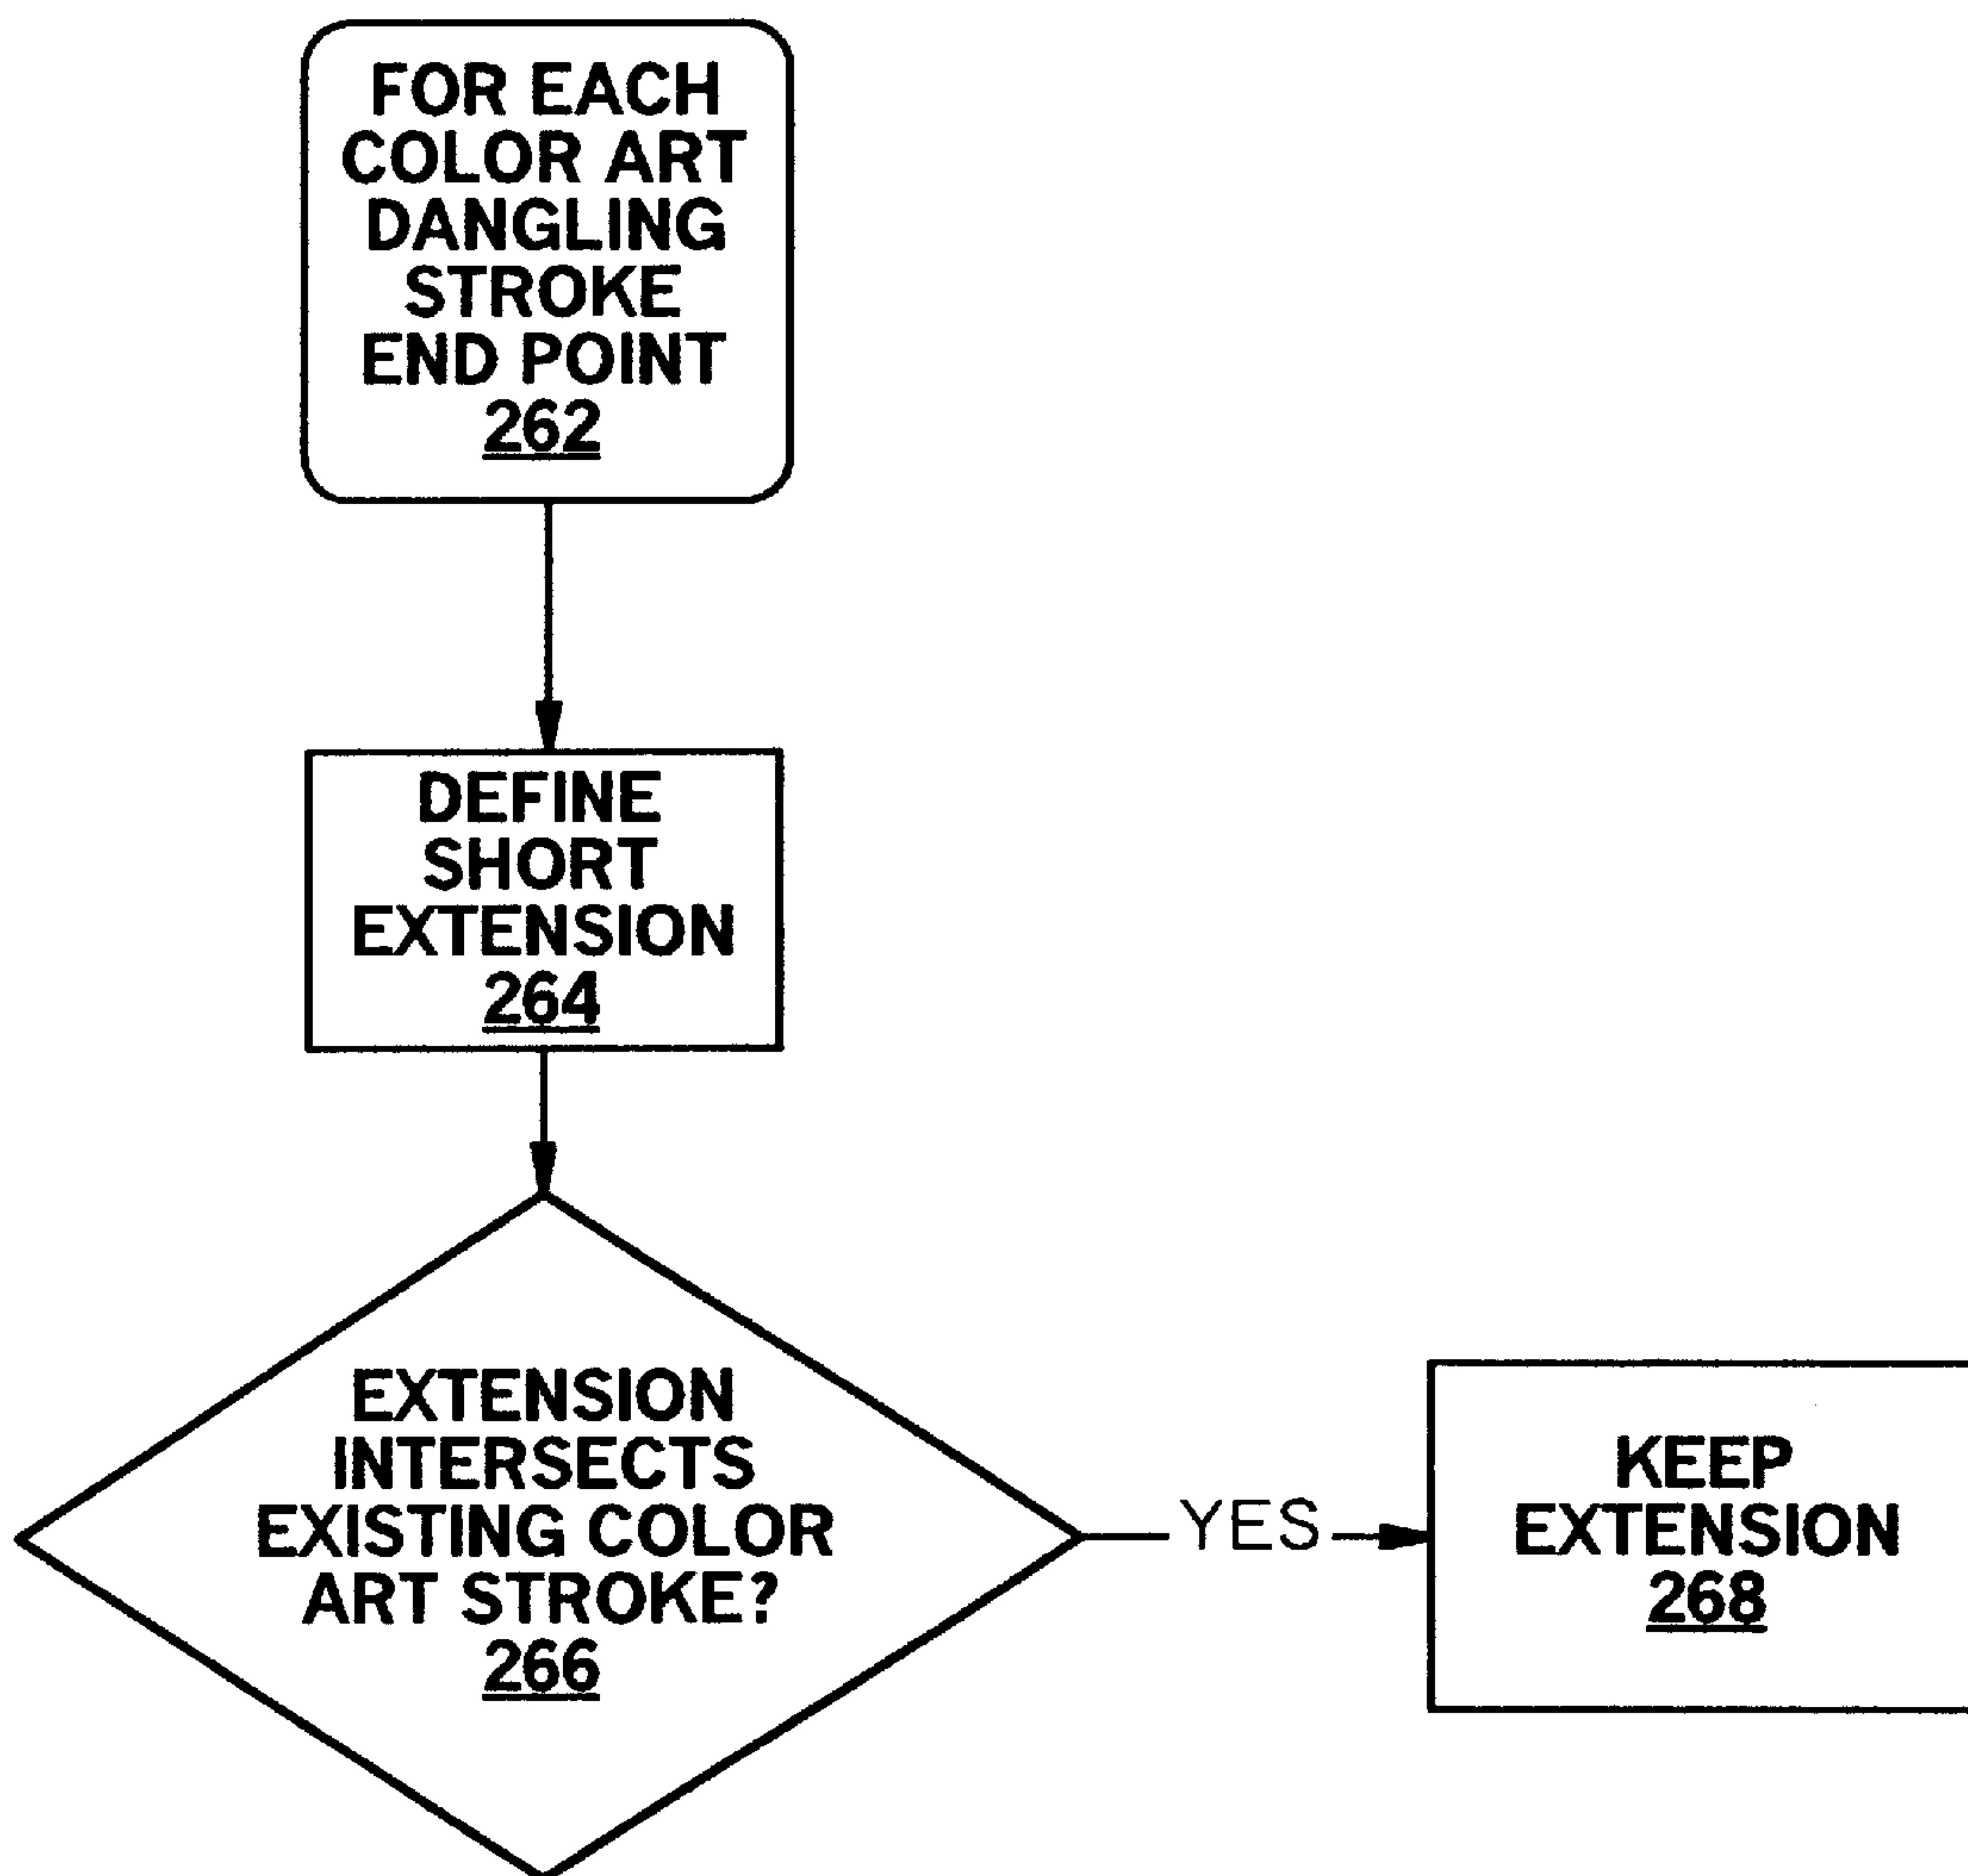 FOR EACH
COLOR ART
DANGLING
STROKE
END POINT
262
DEFINE
SHORT
EXTENSION
264
EXTENSION
INTERSECTS
EXISTING COLOR
ART STROKE?
266
YES
KEEP
EXTENSION
268